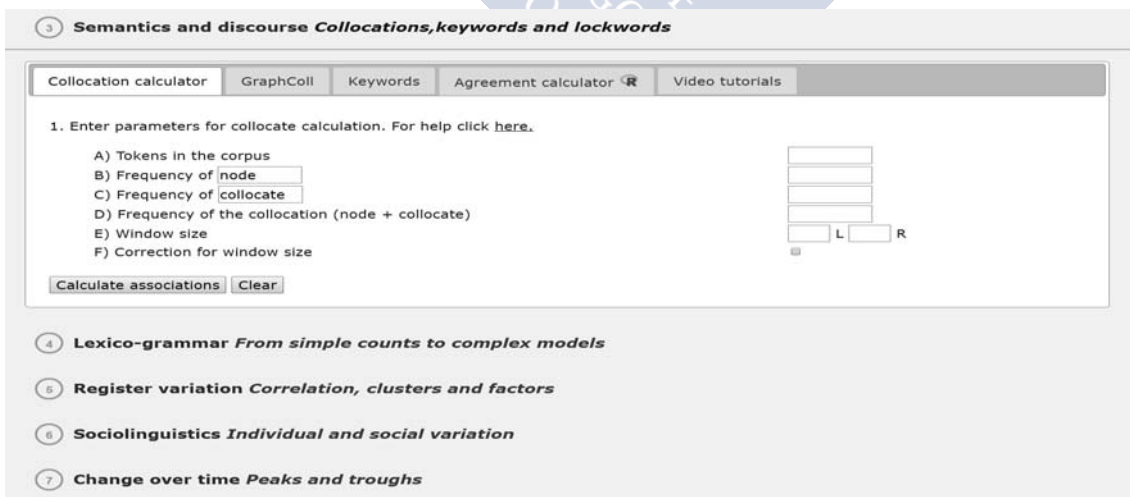 3 Semantics and discourse Collocations,keywords and lockwords
Collocation calculator GraphColl Keywords Agreement calculator R Video tutorials
1. Enter parameters for collocate calculation. For help click here.
A) Tokens in the corpus
B) Frequency of node
C) Frequency of collocate
D) Frequency of the collocation (node + collocate)
E) Window size L R
F) Correction for window size
Calculate associations Clear
4 Lexico-grammar From simple counts to complex models
5 Register variation Correlation, clusters and factors
6 Sociolinguistics Individual and social variation
7 Change over time Peaks and troughs